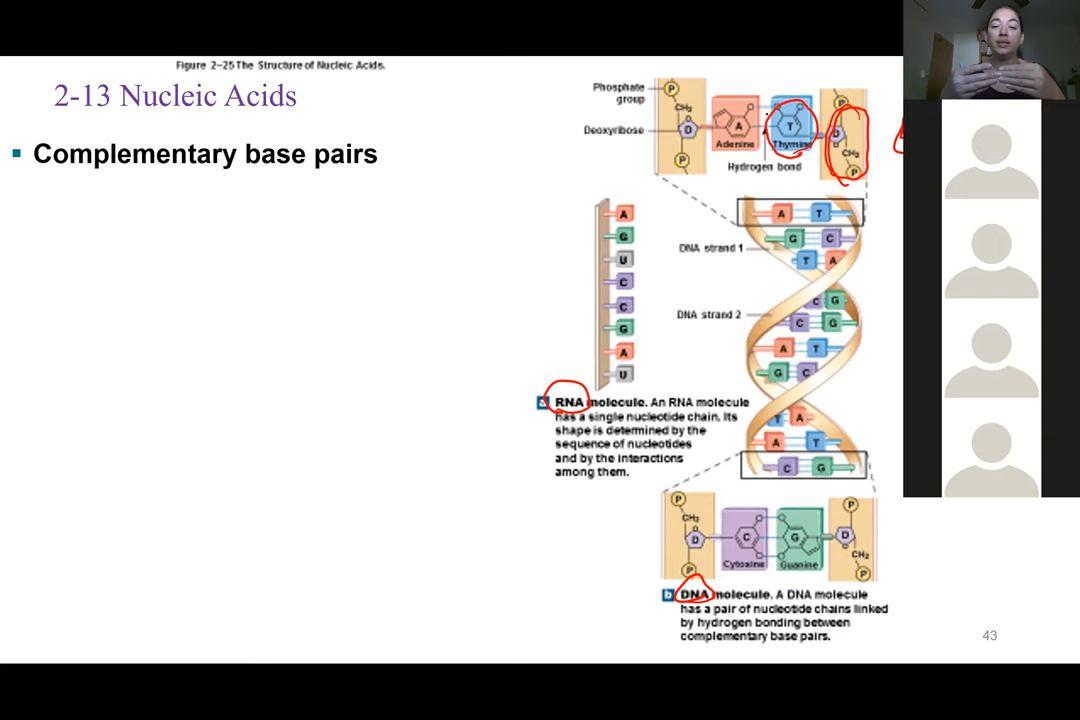 Figure 2–25 The Structure of Nucleic Acids.
2-13 Nucleic Acids
▪ Complementary base pairs
Phosphate
group
Deoxyribose
P
CH₂
O
D
P
A
Adenine
T
Thymine
Hydrogen bond
P
D
O
CH₂
P
A
G
U
C
C
G
A
U
A T
DNA strand 1
G C
T A
C G
DNA strand 2
C G
A T
G C
T A
A T
C G
a RNA molecule. An RNA molecule
has a single nucleotide chain. Its
shape is determined by the
sequence of nucleotides
and by the interactions
among them.
P
CH₂
O
D
P
C
Cytosine
G
Guanine
P
D
O
CH₂
P
b DNA molecule. A DNA molecule
has a pair of nucleotide chains linked
by hydrogen bonding between
complementary base pairs.
43